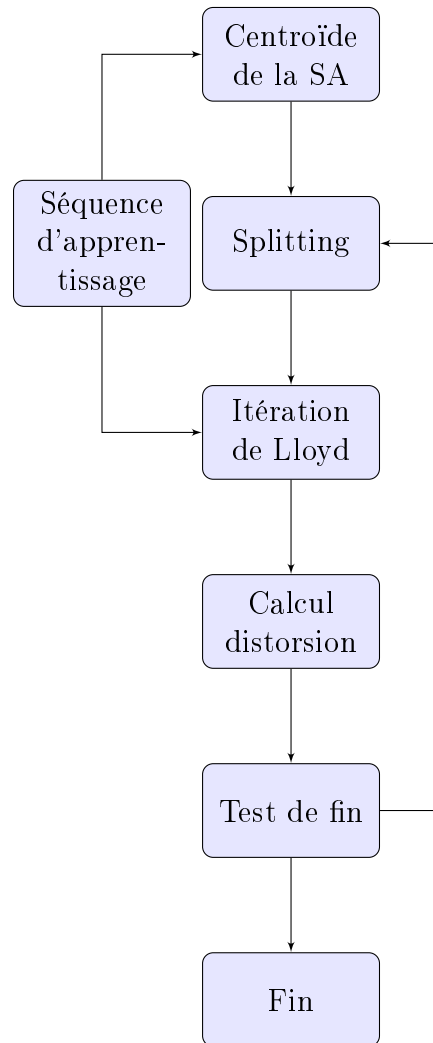 Centroïde
de la SA
Séquence
d'appren-
tissage
Splitting
Itération
de Lloyd
Calcul
distorsion
Test de fin
Fin